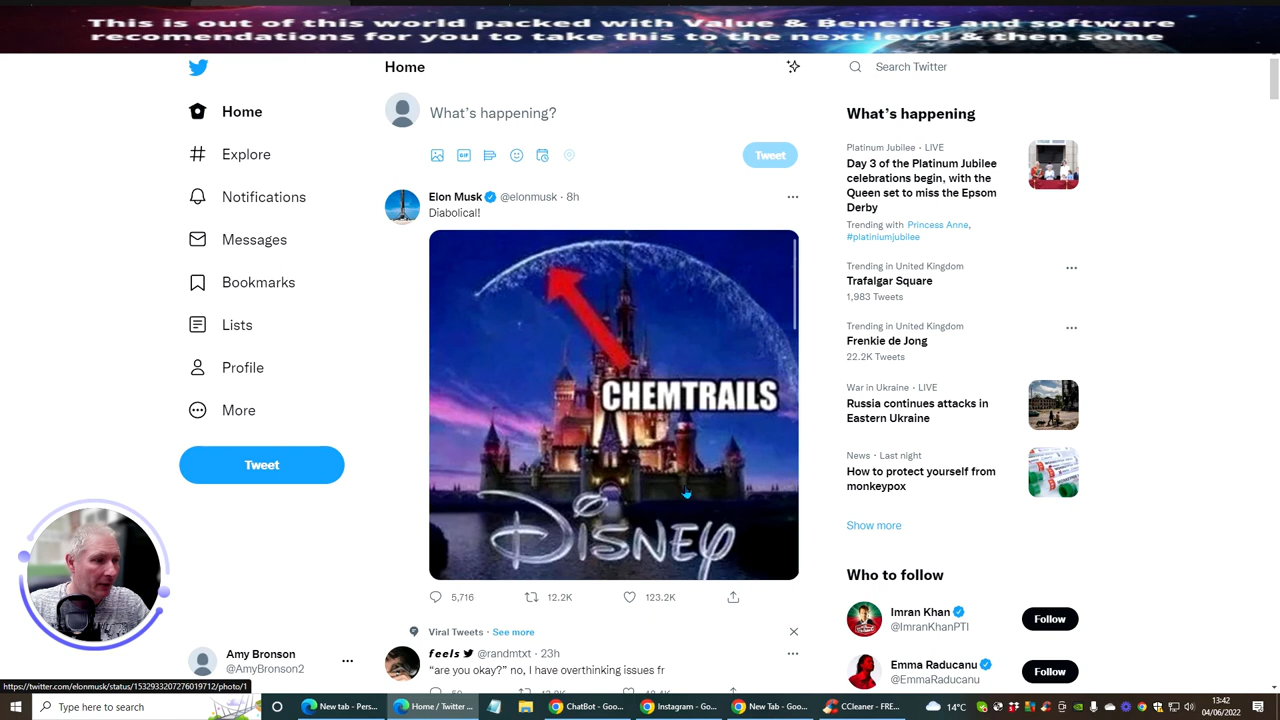 This is out of this world packed with Value & Benefits and software
recomendations for you to take this to the next level & then some
Home
Explore
Notifications
Messages
Bookmarks
Lists
Profile
More
Tweet
Amy Bronson
@AmyBronson2
https://twitter.com/elonmusk/status/1532933207276019712/photo/1
Home
What's happening?
GIF
Tweet
Elon Musk @elonmusk · 8h
Diabolical!
CHEMTRAILS
Disney
5,716 12.2K 123.2K
Viral Tweets · See more
feels @randmtxt · 23h
“are you okay?” no, I have overthinking issues fr
Search Twitter
What's happening
Platinum Jubilee · LIVE
Day 3 of the Platinum Jubilee
celebrations begin, with the
Queen set to miss the Epsom
Derby
Trending with Princess Anne,
#platiniumjubilee
Trending in United Kingdom
Trafalgar Square
1,983 Tweets
Trending in United Kingdom
Frenkie de Jong
22.2K Tweets
War in Ukraine · LIVE
Russia continues attacks in
Eastern Ukraine
News · Last night
How to protect yourself from
monkeypox
Show more
Who to follow
Imran Khan
@ImranKhanPTI
Follow
Emma Raducanu
@EmmaRaducanu
Follow
Type here to search
New tab - Pers...
Home / Twitter ...
ChatBot - Goo...
Instagram - Go...
New Tab - Goo...
CCleaner - FRE...
14°C
13:42
04/06/2022